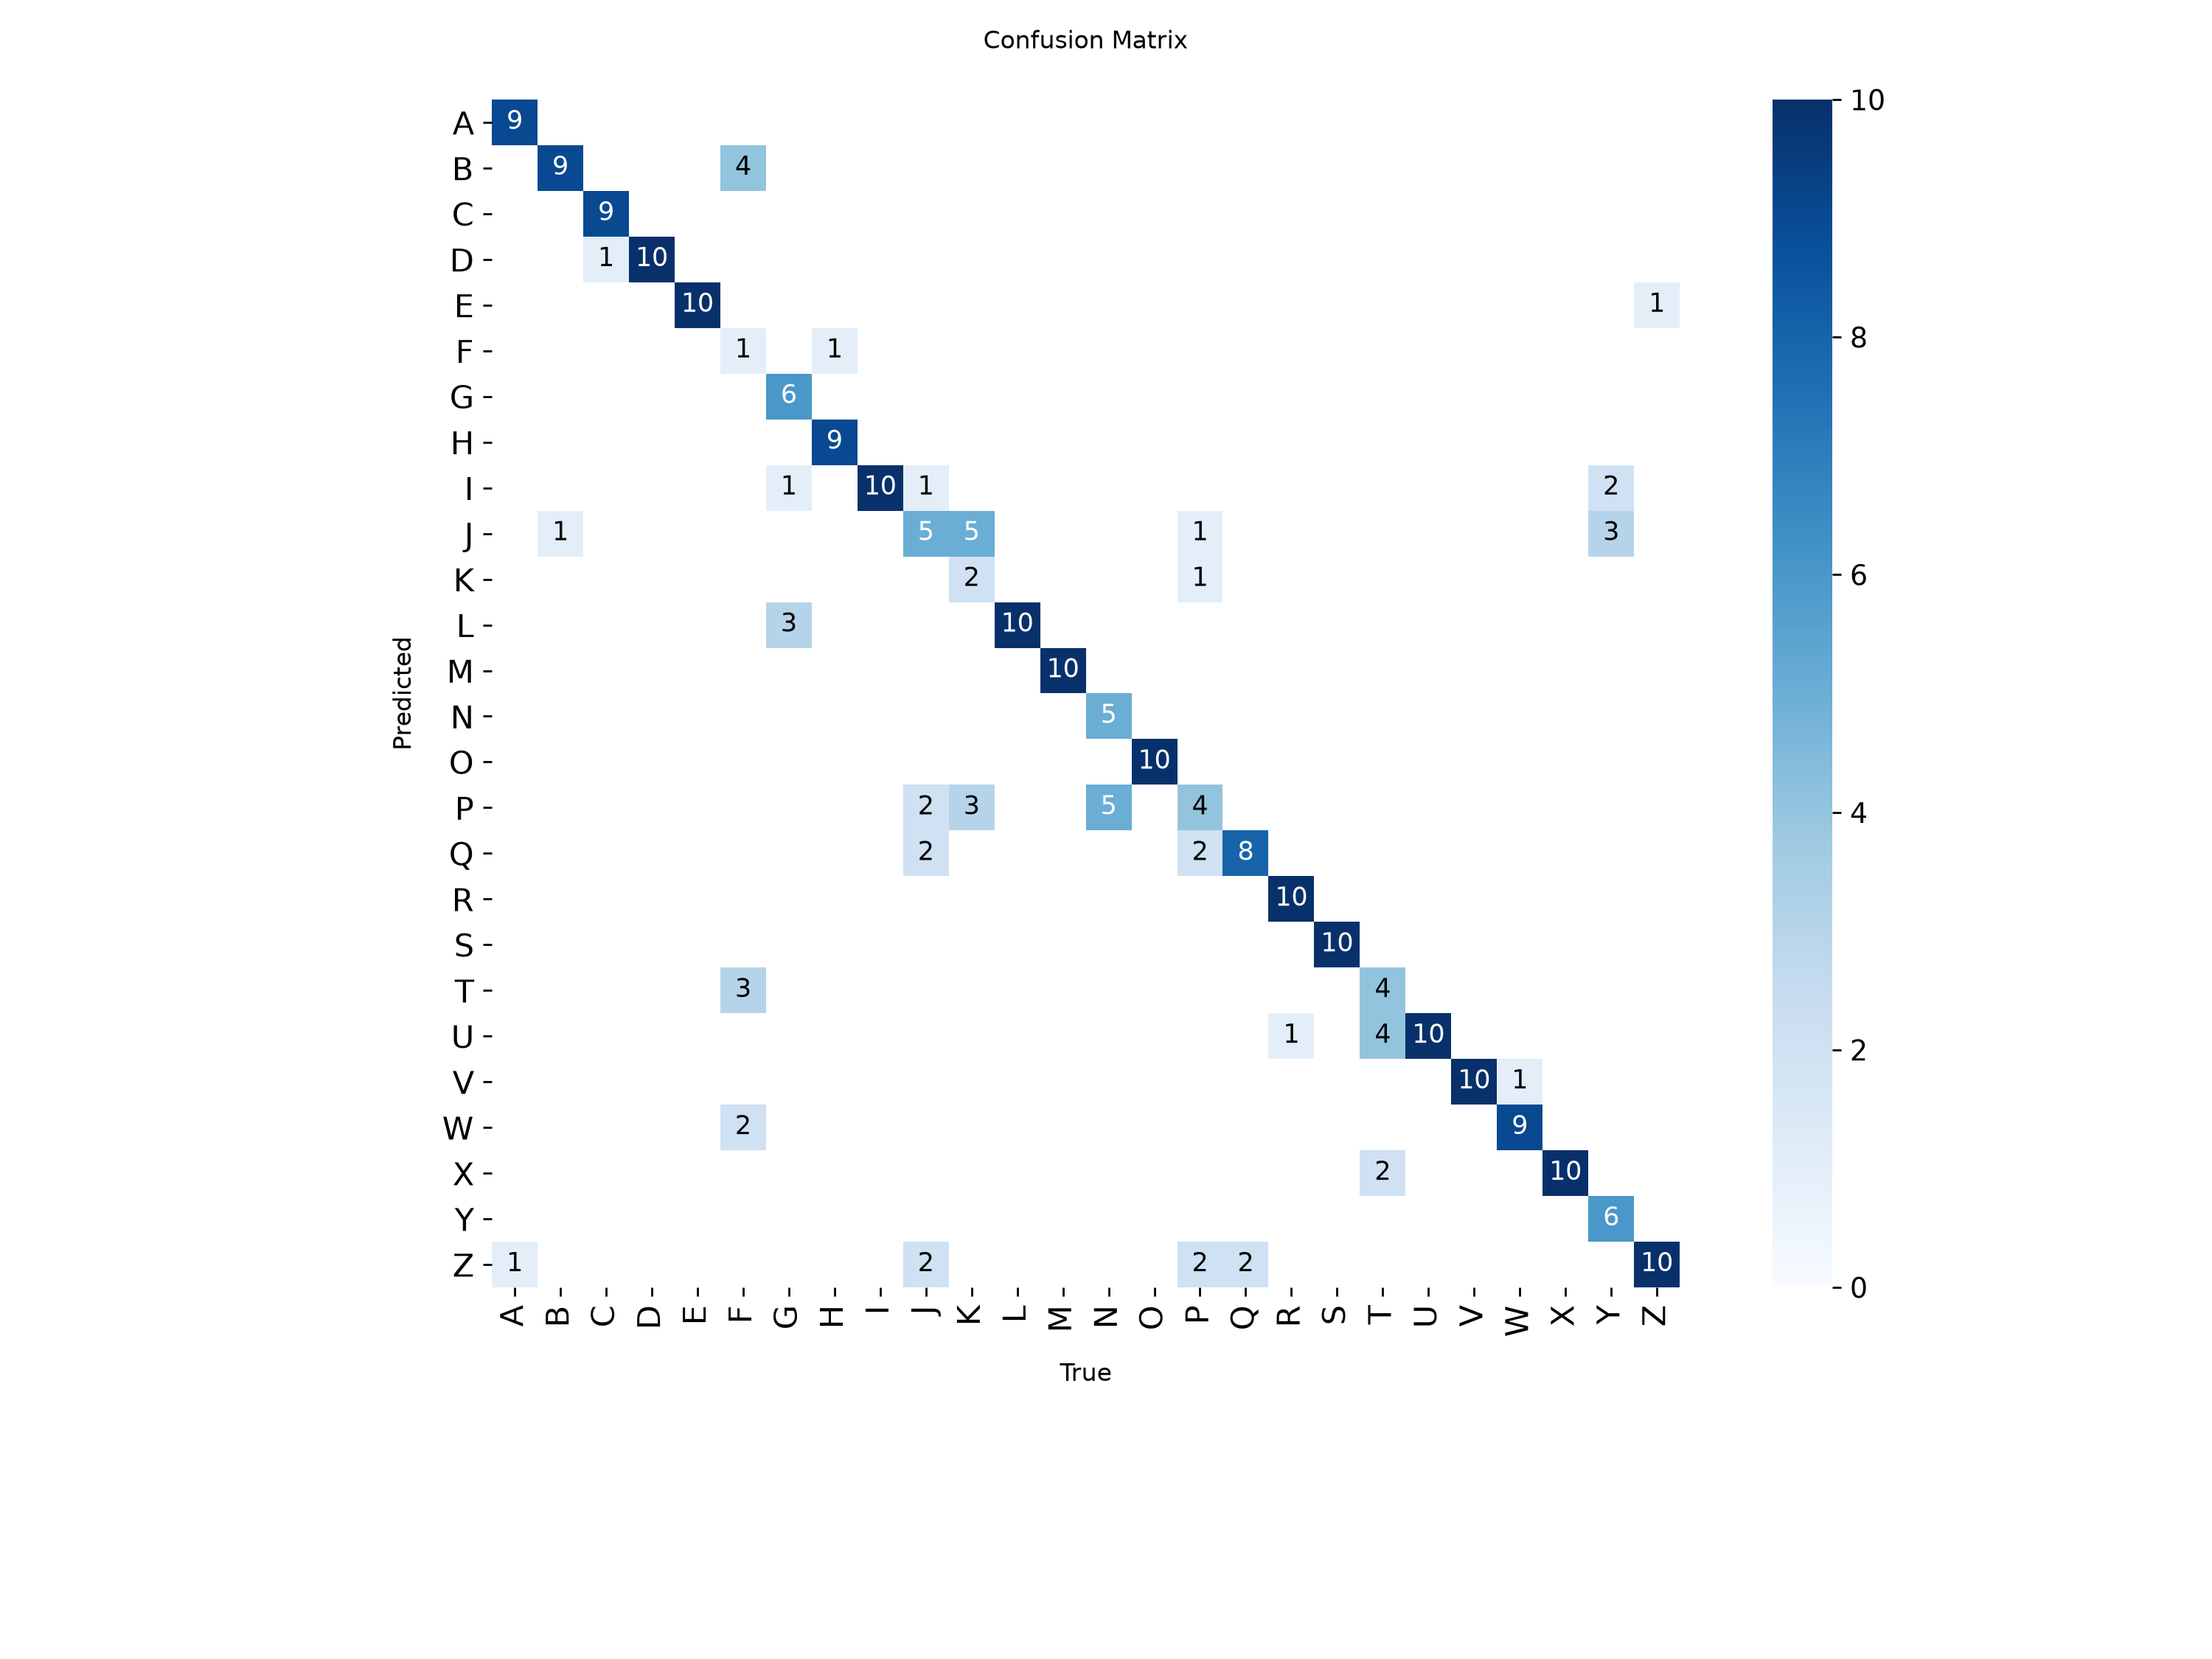 Confusion Matrix
A 9 10
B 9 4
C 9
D 1 10
E 10 1
F 1 1 8
G 6
H 9
I 1 10 1 2
J 1 5 5 1 3
K 2 1 6
L 3 10
M 10
N 5
O 10
P 2 3 5 4 4
Q 2 2 8
R 10
S 10
T 3 4
U 1 4 10 2
V 10 1
W 2 9
X 2 10
Y 6
Z 1 2 2 2 10 0
A B C D E F G H I J K L M N O P Q R S T U V W X Y Z
True
Predicted